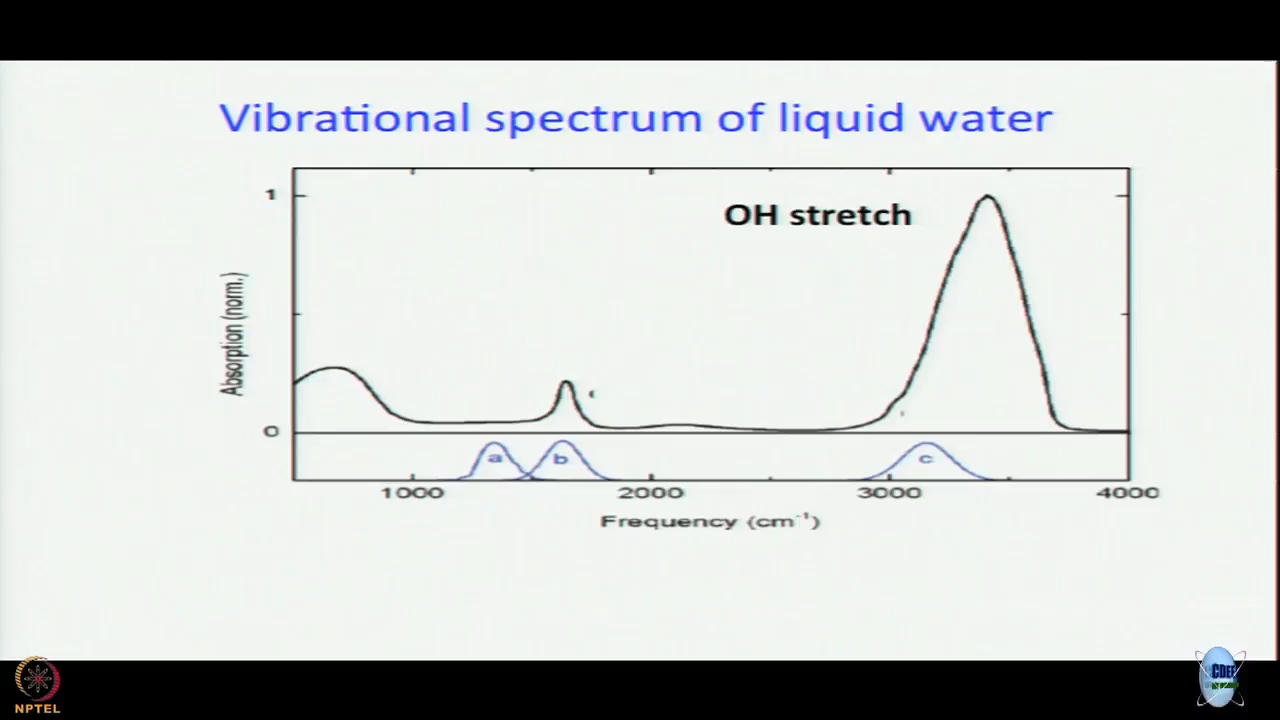 Vibrational spectrum of liquid water
1
OH stretch
Absorption (norm.)
0
a b c
1000 2000 3000 4000
Frequency (cm⁻¹)
NPTEL
CDEEP